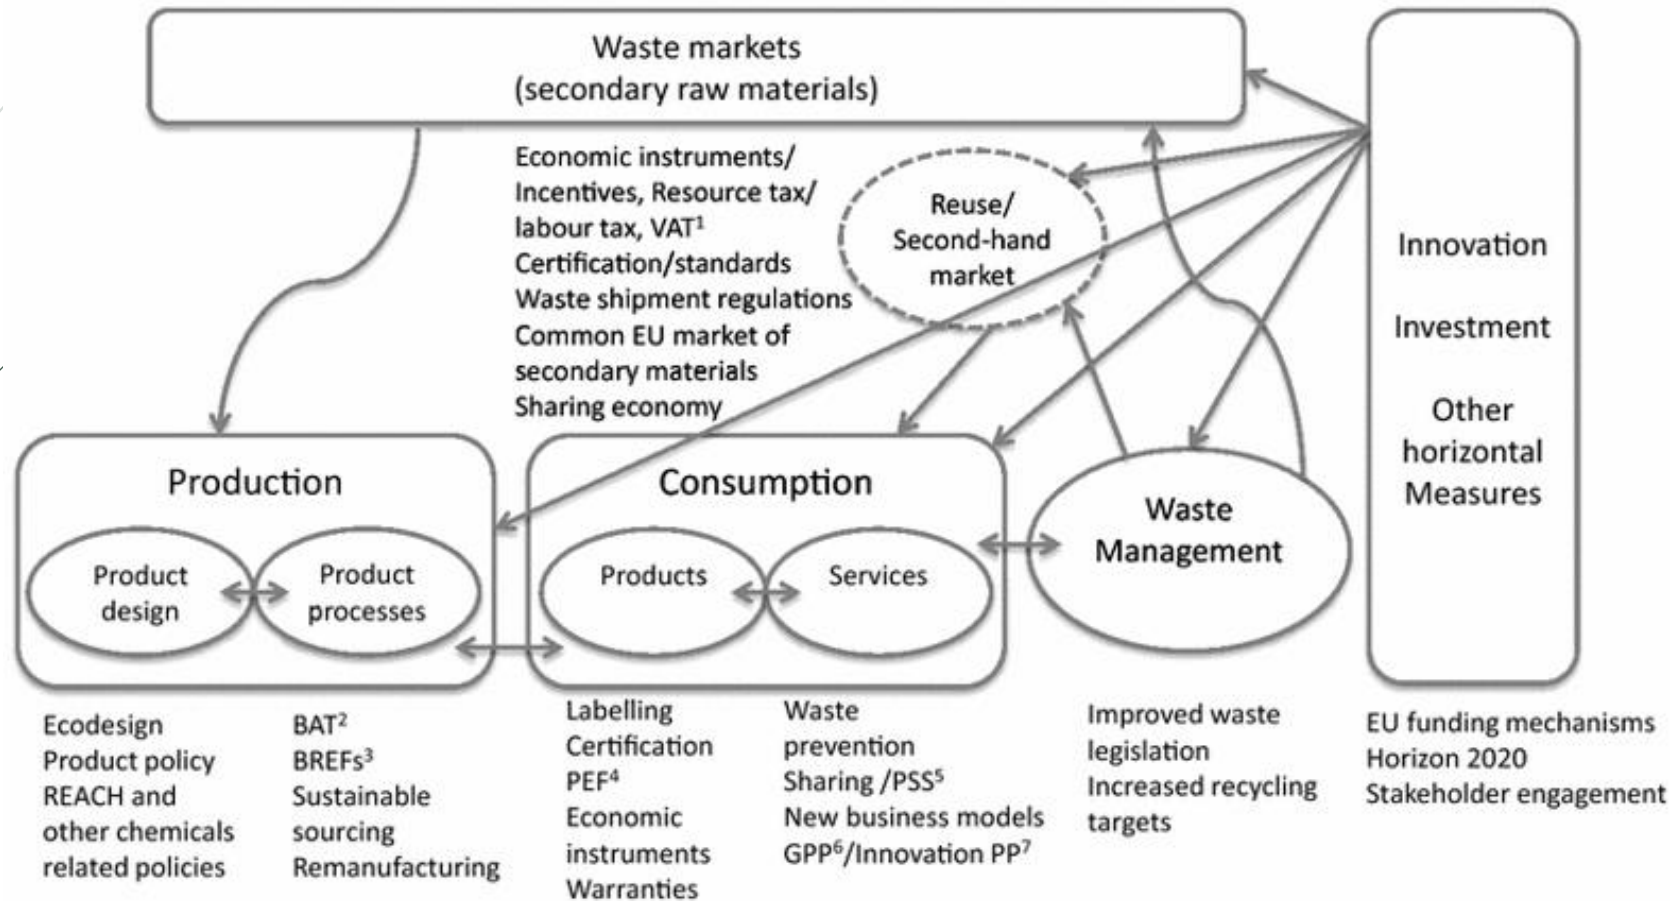 Waste markets
(secondary raw materials)
Economic instruments/
Incentives, Resource tax/
labour tax, VAT¹
Certification/standards
Waste shipment regulations
Common EU market of
secondary materials
Sharing economy
Reuse/
Second-hand
market
Innovation
Investment
Other
horizontal
Measures
Production
Product
design
Product
processes
Consumption
Products
Services
Waste
Management
Ecodesign
Product policy
REACH and
other chemicals
related policies
BAT²
BREFs³
Sustainable
sourcing
Remanufacturing
Labelling
Certification
PEF⁴
Economic
instruments
Warranties
Waste
prevention
Sharing /PSS⁵
New business models
GPP⁶/Innovation PP⁷
Improved waste
legislation
Increased recycling
targets
EU funding mechanisms
Horizon 2020
Stakeholder engagement